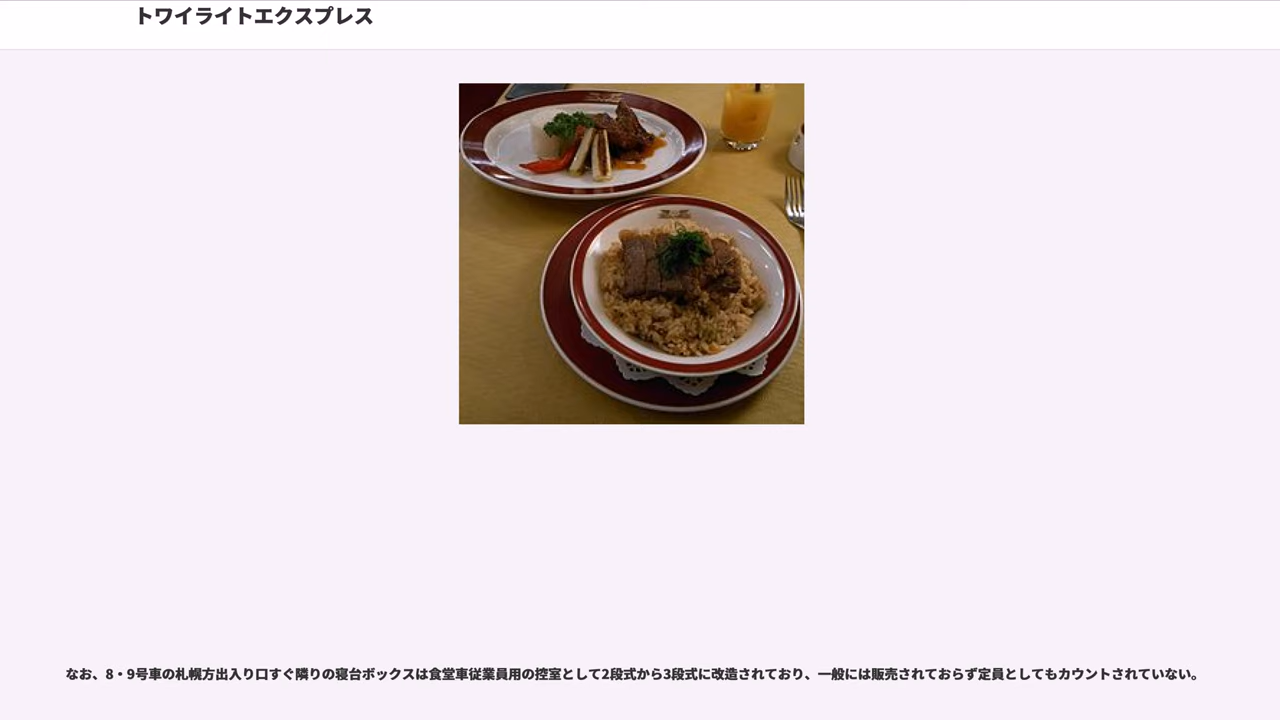 トワイライトエクスプレス
なお、8・9号車の札幌方出入り口すぐ隣りの寝台ボックスは食堂車従業員用の控室として2段式から3段式に改造されており、一般には販売されておらず定員としてもカウントされていない。